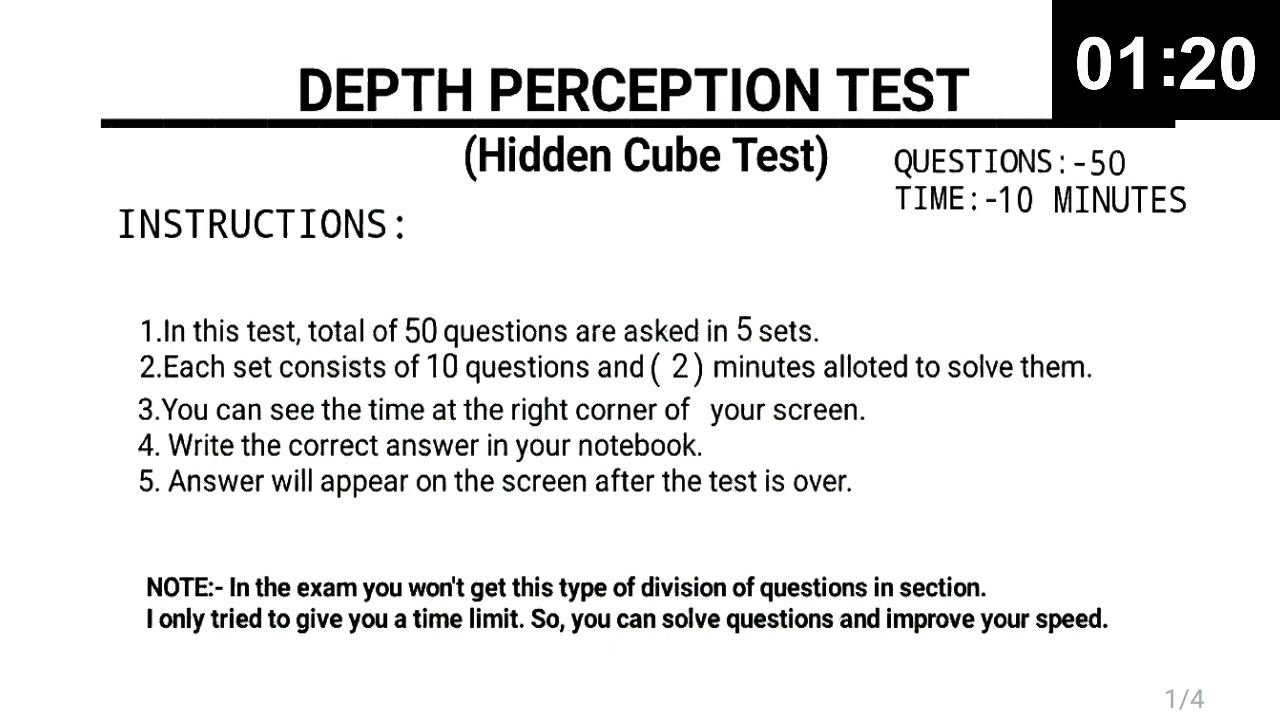 01:20
DEPTH PERCEPTION TEST
(Hidden Cube Test)
QUESTIONS:-50
TIME:-10 MINUTES
INSTRUCTIONS:
1.In this test, total of 50 questions are asked in 5 sets.
2.Each set consists of 10 questions and ( 2) minutes alloted to solve them.
3.You can see the time at the right corner of your screen.
4. Write the correct answer in your notebook.
5. Answer will appear on the screen after the test is over.
NOTE:- In the exam you won't get this type of division of questions in section.
I only tried to give you a time limit. So, you can solve questions and improve your speed.
1/4